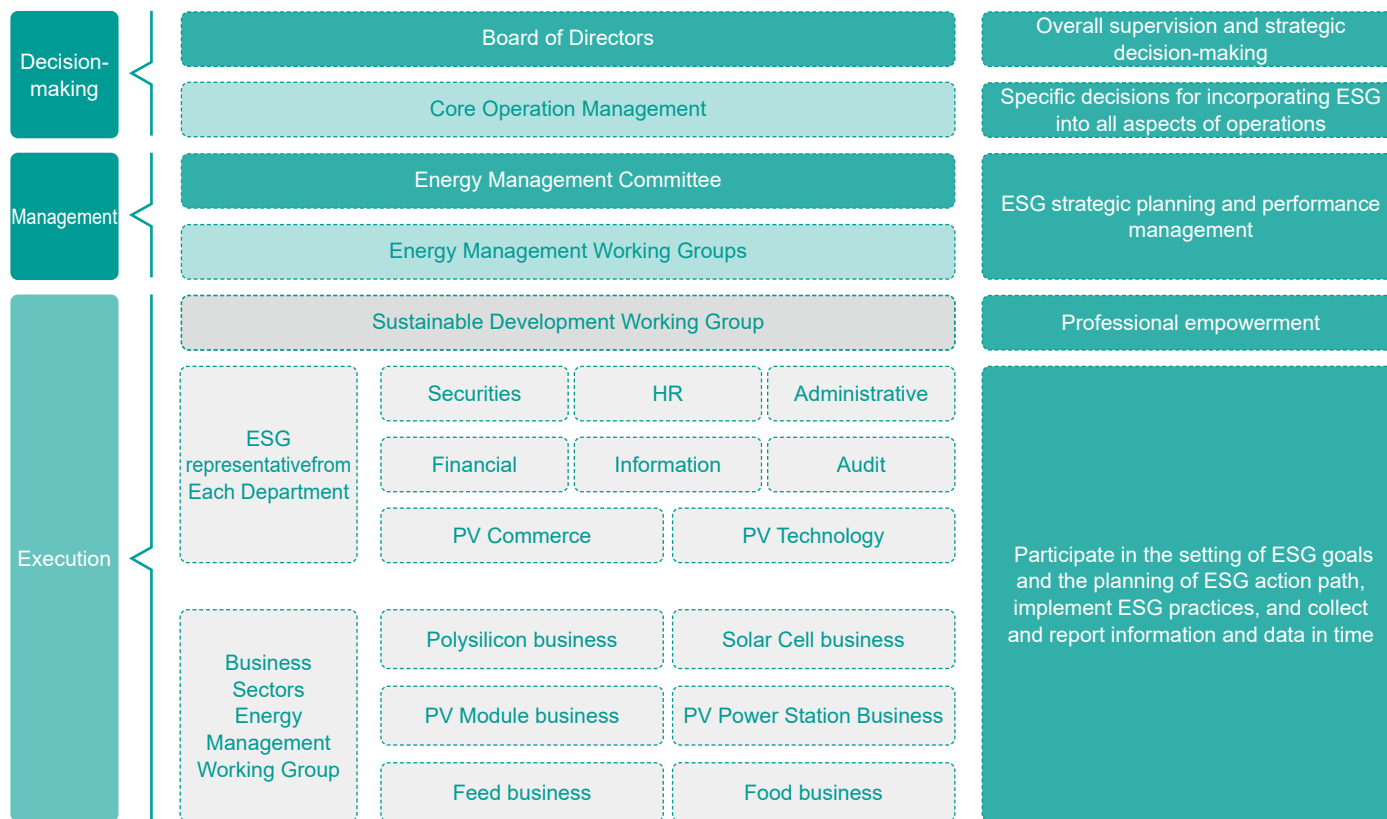 Decision-
making
Board of Directors
Overall supervision and strategic
decision-making
Core Operation Management
Specific decisions for incorporating ESG
into all aspects of operations
Management
Energy Management Committee
Energy Management Working Groups
ESG strategic planning and performance
management
Execution
Sustainable Development Working Group
Professional empowerment
ESG
representativefrom
Each Department
Securities
HR
Administrative
Financial
Information
Audit
PV Commerce
PV Technology
Business
Sectors
Energy
Management
Working Group
Polysilicon business
Solar Cell business
PV Module business
PV Power Station Business
Feed business
Food business
Participate in the setting of ESG goals
and the planning of ESG action path,
implement ESG practices, and collect
and report information and data in time